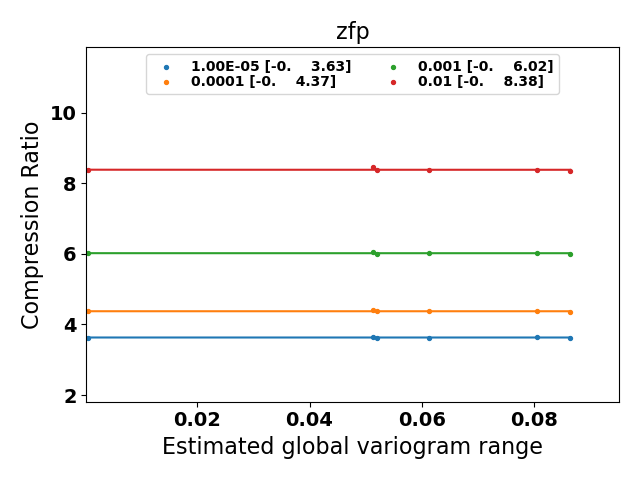 zfp
1.00E-05 [-0.    3.63]
0.0001 [-0.    4.37]
0.001 [-0.    6.02]
0.01 [-0.    8.38]
Compression Ratio
10
8
6
4
2
0.02 0.04 0.06 0.08
Estimated global variogram range